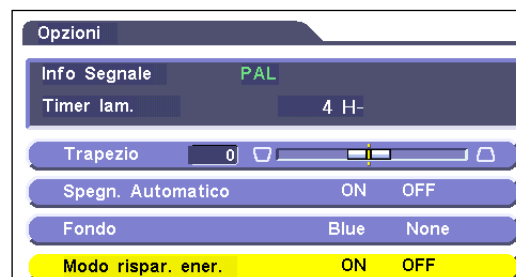 Opzioni
Info Segnale PAL
Timer lam. 4 H-
Trapezio 0
Spegn. Automatico ON OFF
Fondo Blue None
Modo rispar. ener. ON OFF